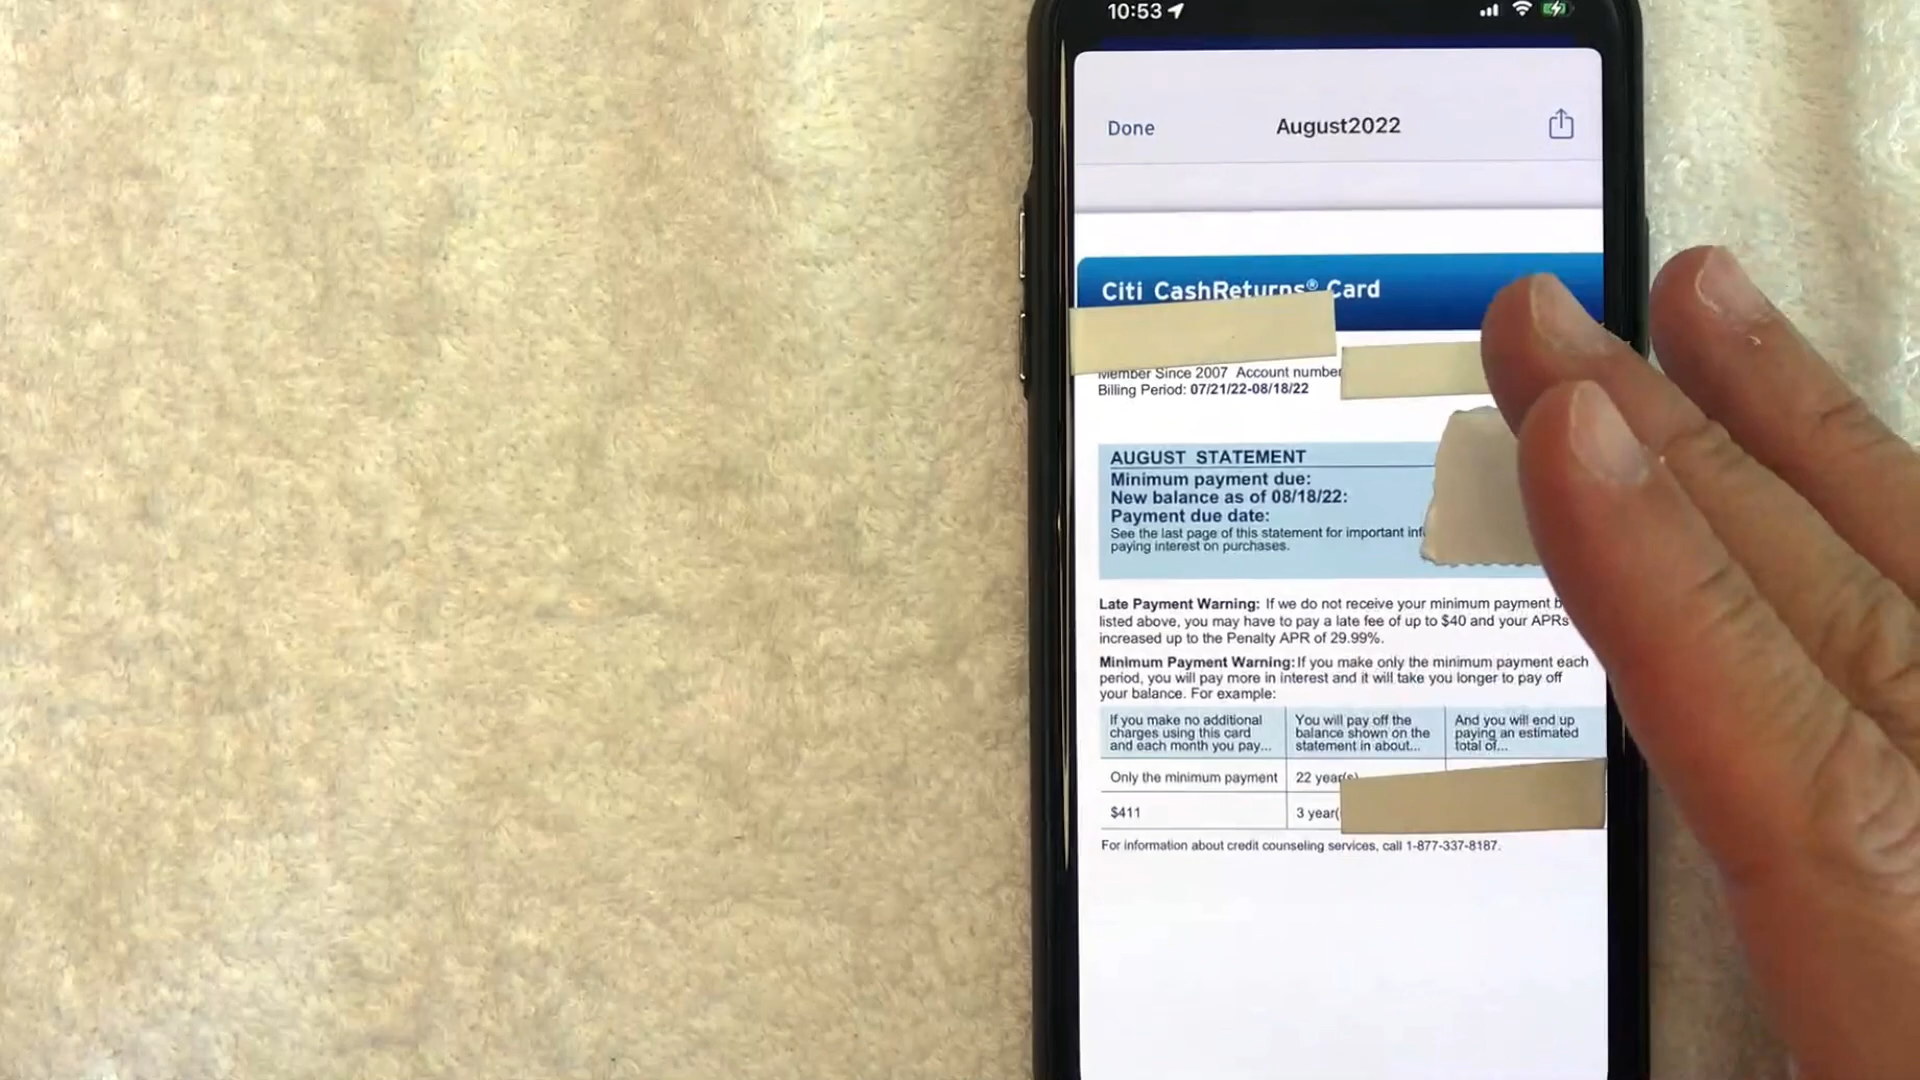 10:53
Done August2022
Citi CashReturns® Card
Member Since 2007 Account number
Billing Period: 07/21/22-08/18/22
AUGUST STATEMENT
Minimum payment due:
New balance as of 08/18/22:
Payment due date:
See the last page of this statement for important
paying interest on purchases.
Late Payment Warning: If we do not receive your minimum payment
listed above, you may have to pay a late fee of up to $40 and your APRs
increased up to the Penalty APR of 29.99%.
Minimum Payment Warning: If you make only the minimum payment each
period, you will pay more in interest and it will take you longer to pay off
your balance. For example:
If you make no additional
charges using this card
and each month you pay...
You will pay off the
balance shown on the
statement in about...
And you will end up
paying an estimated
total of...
Only the minimum payment 22 year(s)
$411 3 year(
For information about credit counseling services, call 1-877-337-8187.